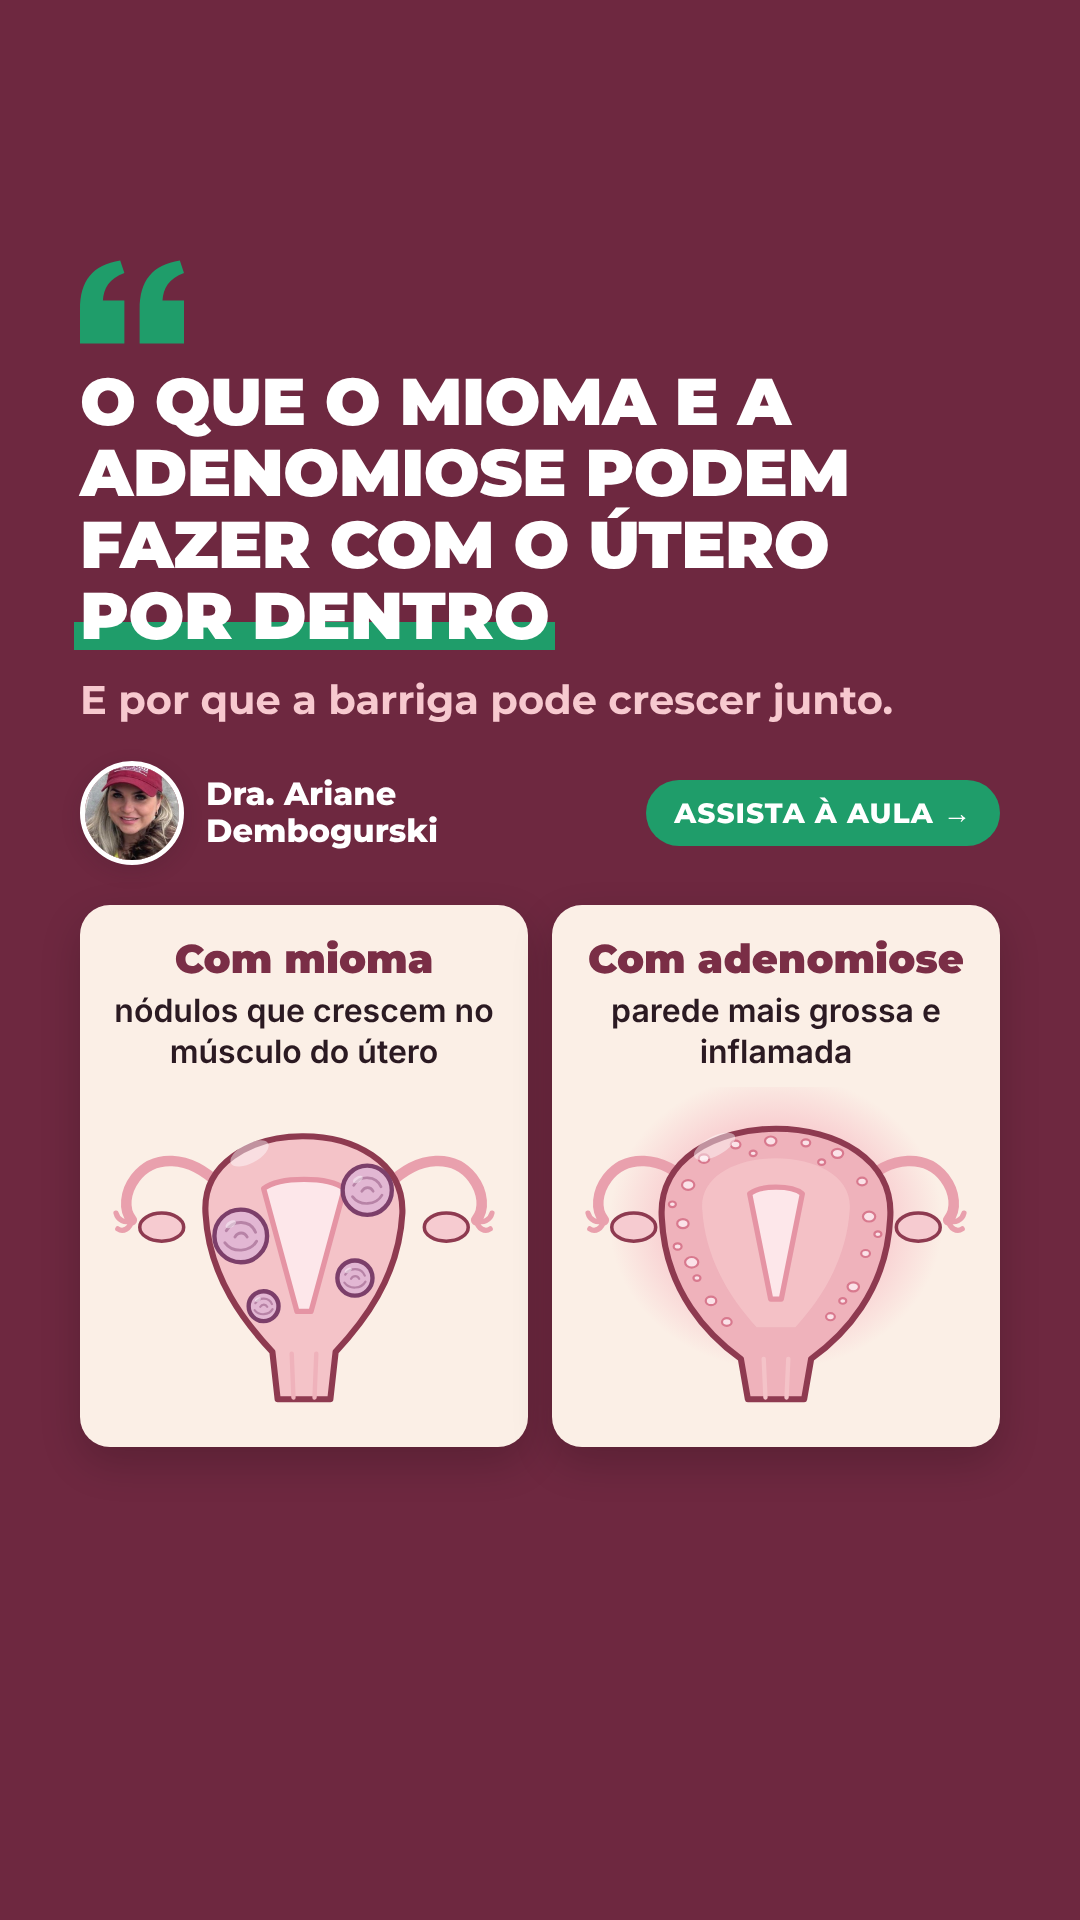 “
O QUE O MIOMA E A
ADENOMIOSE PODEM
FAZER COM O ÚTERO
POR DENTRO
E por que a barriga pode crescer junto.
Dra. Ariane
Dembogurski
ASSISTA À AULA →
Com mioma
nódulos que crescem no
músculo do útero
Com adenomiose
parede mais grossa e
inflamada